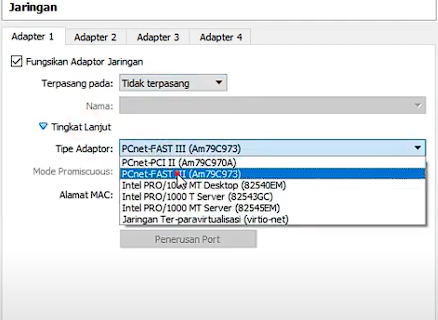 Jaringan
Adapter 1 Adapter 2 Adapter 3 Adapter 4
Fungsikan Adaptor Jaringan
Terpasang pada: Tidak terpasang
Nama:
Tingkat Lanjut
Tipe Adaptor: PCnet-FAST III (Am79C973)
PCnet-PCI II (Am79C970A)
Mode Promiscuous: PCnet-FAST III (Am79C973)
Intel PRO/1000 MT Desktop (82540EM)
Alamat MAC: Intel PRO/1000 T Server (82543GC)
Intel PRO/1000 MT Server (82545EM)
Jaringan Ter-paravirtualisasi (virtio-net)
Penerusan Port